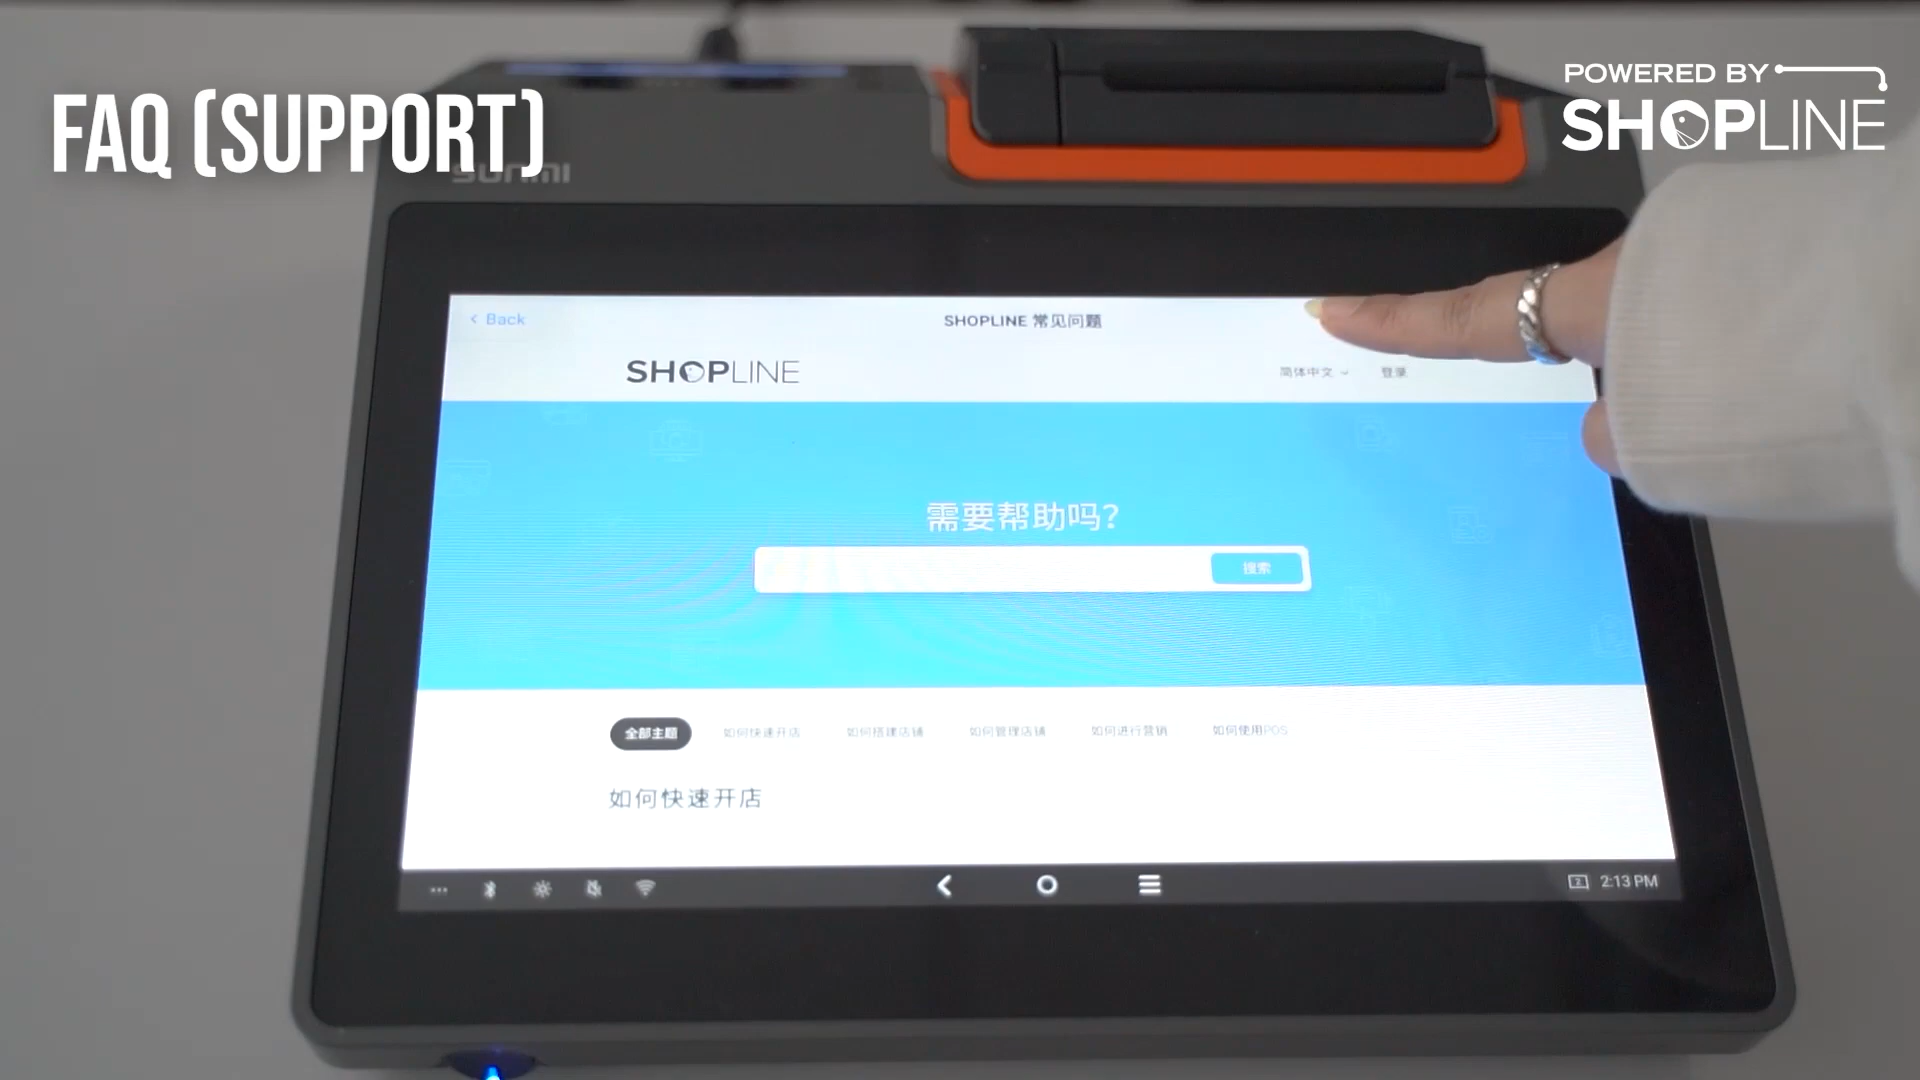 POWERED BY
SHOPLINE
FAQ (SUPPORT)
SUNMI
Back
SHOPLINE 常见问题
SHOPLINE
简体中文
登录
需要帮助吗?
搜索
全部主题
如何快速开店
如何搭建店铺
如何管理店铺
如何进行营销
如何使用POS
如何快速开店
2
2:13 PM